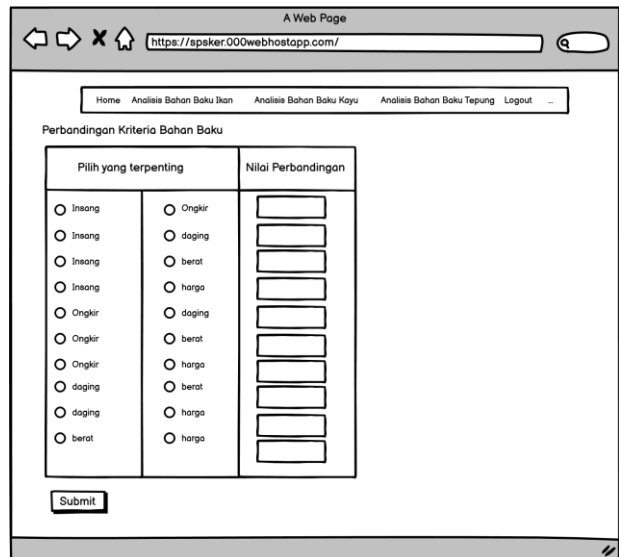 A Web Page
https://spsker.000webhostapp.com/
Home Analisis Bahan Baku Ikan Analisis Bahan Baku Kayu Analisis Bahan Baku Tepung Logout ...
Perbandingan Kriteria Bahan Baku
Pilih yang terpenting Nilai Perbandingan
Insang Ongkir
Insang daging
Insang berat
Insang harga
Ongkir daging
Ongkir berat
Ongkir harga
daging berat
daging harga
berat harga
Submit